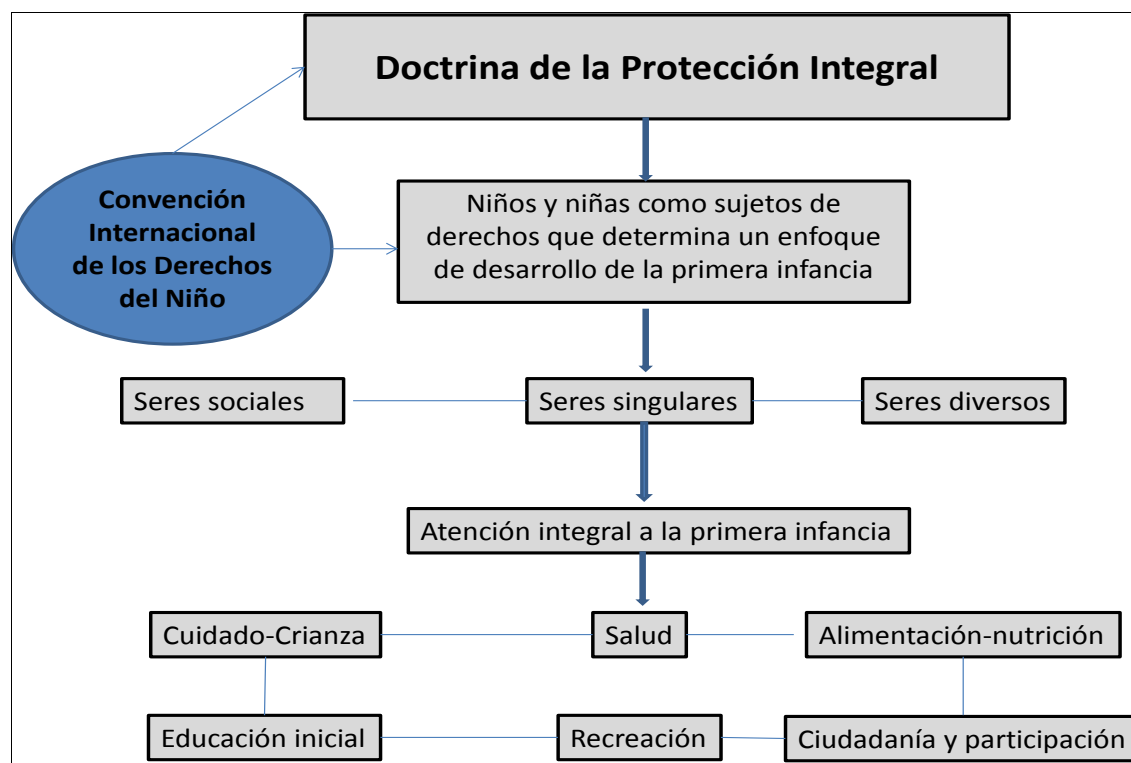 Doctrina de la Protección Integral
Convención
Internacional
de los Derechos
del Niño
Niños y niñas como sujetos de
derechos que determina un enfoque
de desarrollo de la primera infancia
Seres sociales
Seres singulares
Seres diversos
Atención integral a la primera infancia
Cuidado-Crianza
Salud
Alimentación-nutrición
Educación inicial
Recreación
Ciudadanía y participación